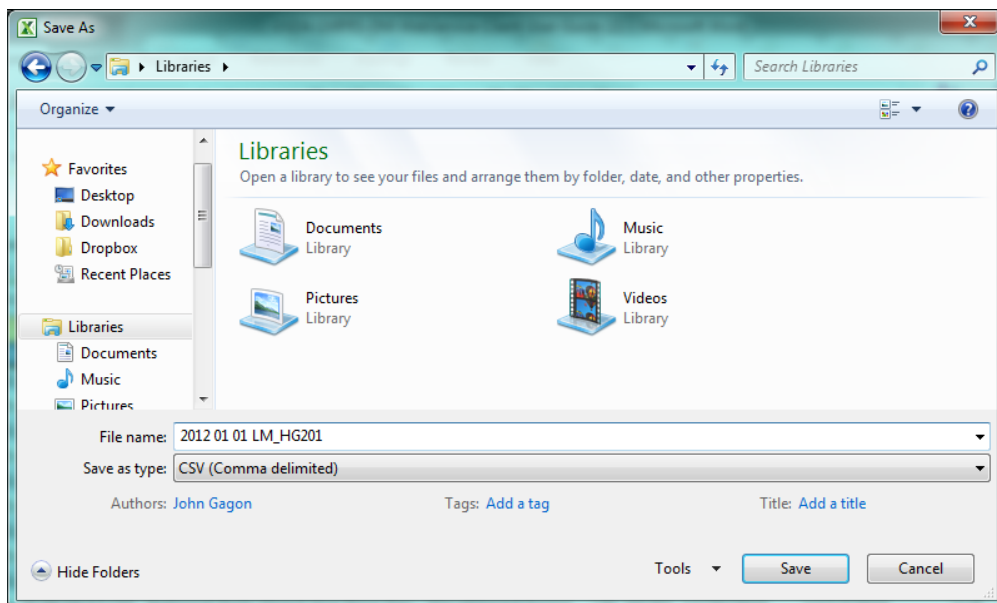 Save As
Libraries
Search Libraries
Organize
Favorites
Desktop
Downloads
Dropbox
Recent Places
Libraries
Documents
Music
Pictures
Libraries
Open a library to see your files and arrange them by folder, date, and other properties.
Documents
Library
Music
Library
Pictures
Library
Videos
Library
File name: 2012 01 01 LM_HG201
Save as type: CSV (Comma delimited)
Authors: John Gagon Tags: Add a tag Title: Add a title
Hide Folders Tools Save Cancel